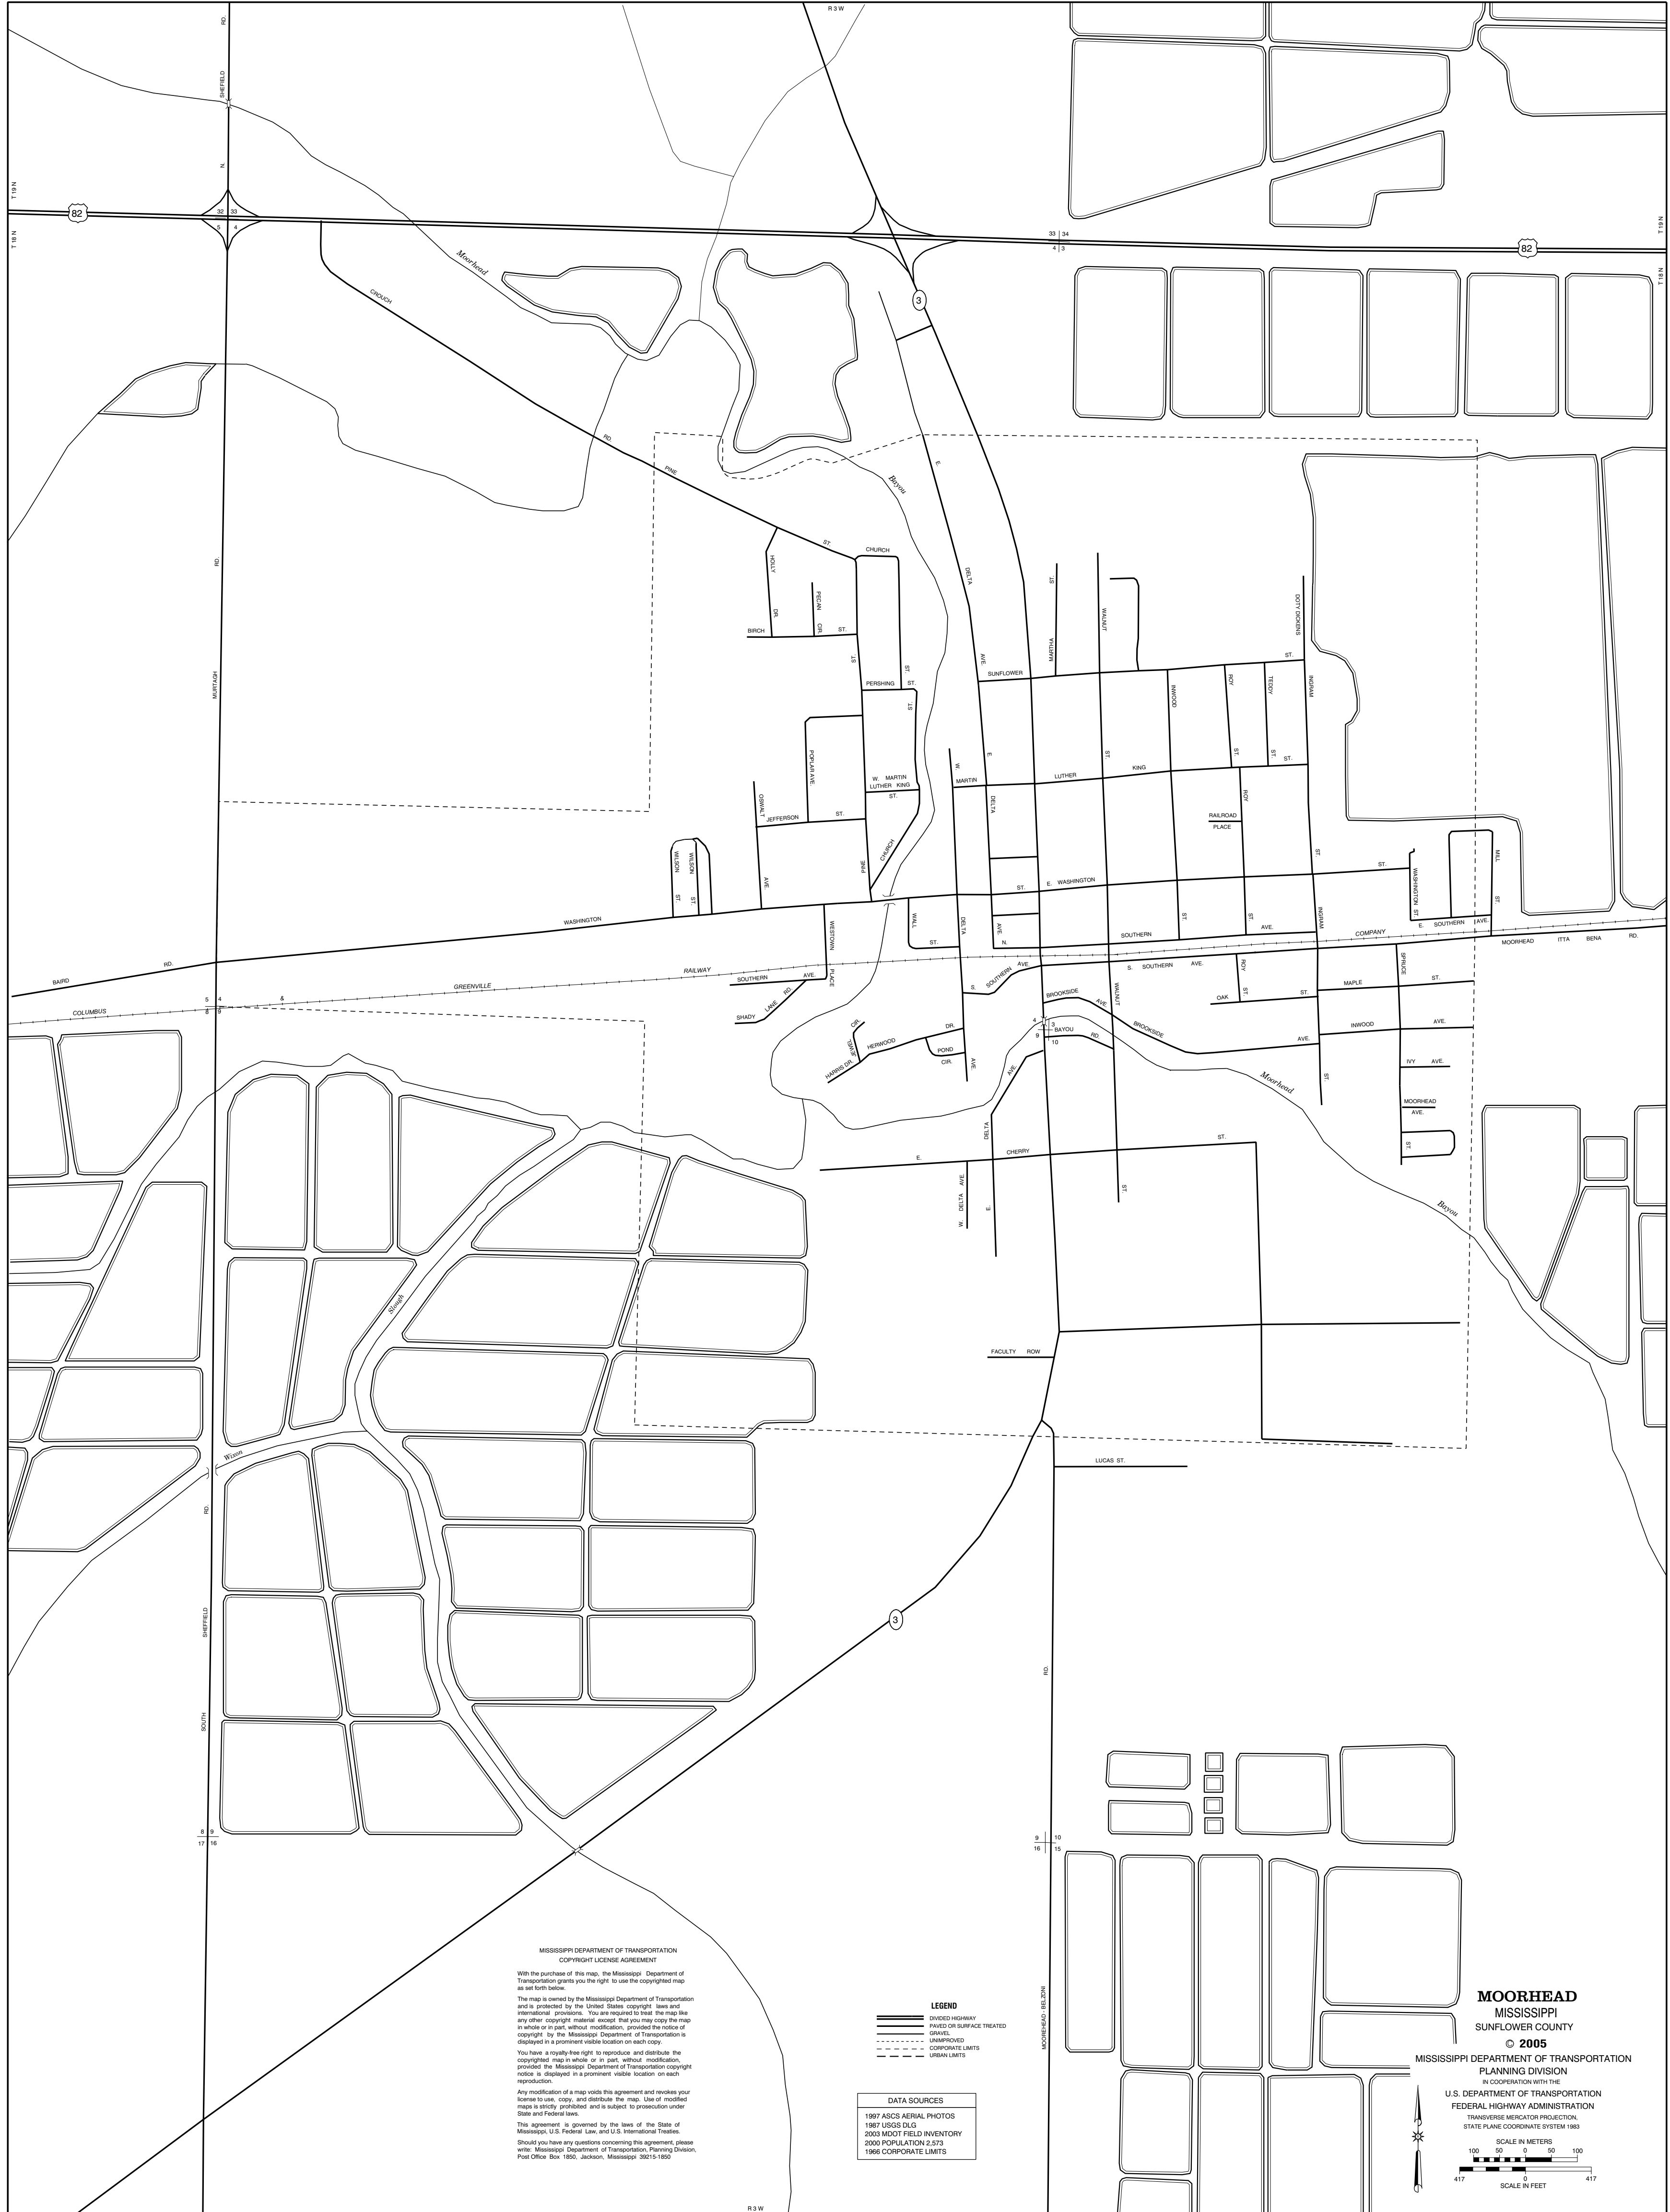 R 3 W
RD.
SHEFIELD
N.
T 19 N
T 18 N
82
32 33
5 4
33 34
4 3
82
T 19 N
T 18 N
3
Moorhead
CROUCH
RD.
PINE
ST.
Bayou
E.
DELTA
AVE.
RD.
MURTAGH
CHURCH
ST.
HOLLY
DR.
PECAN
CIR.
BIRCH
ST.
ST.
PERSHING
ST.
ST.
MARTHA
ST.
WALNUT
ST.
DOTY DICKENS
SUNFLOWER
ST.
INWOOD
ST.
ROY
ST.
TEDDY
ST.
INGRAM
ST.
POPLAR AVE.
W. MARTIN
LUTHER KING
ST.
W.
MARTIN
LUTHER
KING
ST.
E.
DELTA
AVE.
OSWALT
AVE.
JEFFERSON
ST.
PINE
CHURCH
ROY
ST.
RAILROAD
PLACE
WILSON
ST.
WILSON
ST.
WASHINGTON
ST.
E. WASHINGTON
ST.
WASHINGTON
ST.
MILL
ST.
WALL
ST.
DELTA
AVE.
WESTOWN
PLACE
N.
SOUTHERN
AVE.
INGRAM
ST.
E. SOUTHERN AVE.
COMPANY
MOORHEAD ITTA BENA RD.
BAIRD
RD.
COLUMBUS
&
GREENVILLE
RAILWAY
SOUTHERN
AVE.
SHADY LANE RD.
S. SOUTHERN AVE.
S. SOUTHERN AVE.
ROY
ST.
SPRUCE
ST.
MAPLE
ST.
OAK
ST.
WALNUT
ST.
BROOKSIDE
AVE.
BROOKSIDE
AVE.
INWOOD
AVE.
IVY AVE.
MOORHEAD
AVE.
5 4
8 9
4 3
9 10
BAYOU
RD.
JEWEL
CIR.
HARRIS DR.
HERWOOD
DR.
POND
CIR.
AVE.
DELTA
E.
Moorhead
Bayou
E.
CHERRY
ST.
W. DELTA AVE.
Slough
Wixon
FACULTY ROW
LUCAS ST.
RD.
SHEFFIELD
SOUTH
3
RD.
MOOREHEAD - BELZONI
8 9
17 16
9 10
16 15
MISSISSIPPI DEPARTMENT OF TRANSPORTATION
COPYRIGHT LICENSE AGREEMENT
With the purchase of this map, the Mississippi Department of
Transportation grants you the right to use the copyrighted map
as set forth below.
The map is owned by the Mississippi Department of Transportation
and is protected by the United States copyright laws and
international provisions. You are required to treat the map like
any other copyright material except that you may copy the map
in whole or in part, without modification, provided the notice of
copyright by the Mississippi Department of Transportation is
displayed in a prominent visible location on each copy.
You have a royalty-free right to reproduce and distribute the
copyrighted map in whole or in part, without modification,
provided the Mississippi Department of Transportation copyright
notice is displayed in a prominent visible location on each
reproduction.
Any modification of a map voids this agreement and revokes your
license to use, copy, and distribute the map. Use of modified
maps is strictly prohibited and is subject to prosecution under
State and Federal laws.
This agreement is governed by the laws of the State of
Mississippi, U.S. Federal Law, and U.S. International Treaties.
Should you have any questions concerning this agreement, please
write: Mississippi Department of Transportation, Planning Division,
Post Office Box 1850, Jackson, Mississippi 39215-1850
LEGEND
DIVIDED HIGHWAY
PAVED OR SURFACE TREATED
GRAVEL
UNIMPROVED
CORPORATE LIMITS
URBAN LIMITS
DATA SOURCES
1997 ASCS AERIAL PHOTOS
1987 USGS DLG
2003 MDOT FIELD INVENTORY
2000 POPULATION 2,573
1966 CORPORATE LIMITS
MOORHEAD
MISSISSIPPI
SUNFLOWER COUNTY
© 2005
MISSISSIPPI DEPARTMENT OF TRANSPORTATION
PLANNING DIVISION
IN COOPERATION WITH THE
U.S. DEPARTMENT OF TRANSPORTATION
FEDERAL HIGHWAY ADMINISTRATION
TRANSVERSE MERCATOR PROJECTION,
STATE PLANE COORDINATE SYSTEM 1983
SCALE IN METERS
100 50 0 50 100
417 0 417
SCALE IN FEET
R 3 W